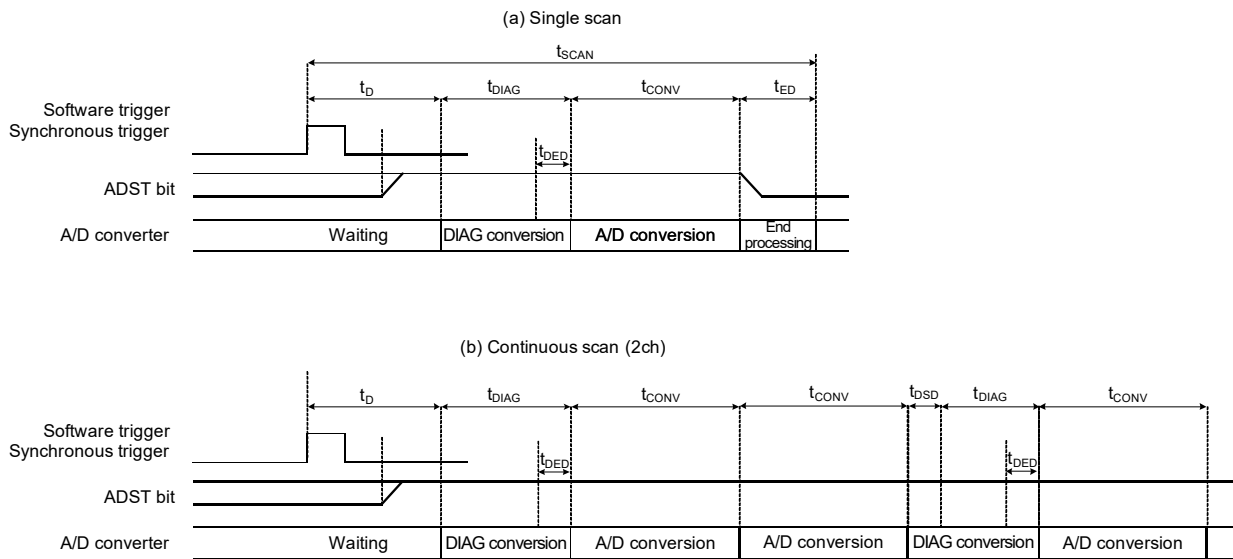 (a) Single scan
tSCAN
tD tDIAG tCONV tED
Software trigger
Synchronous trigger
tDED
ADST bit
A/D converter Waiting DIAG conversion A/D conversion End processing
(b) Continuous scan (2ch)
tD tDIAG tCONV tCONV tDSD tDIAG tCONV
Software trigger
Synchronous trigger
tDED tDED
ADST bit
A/D converter Waiting DIAG conversion A/D conversion A/D conversion DIAG conversion A/D conversion